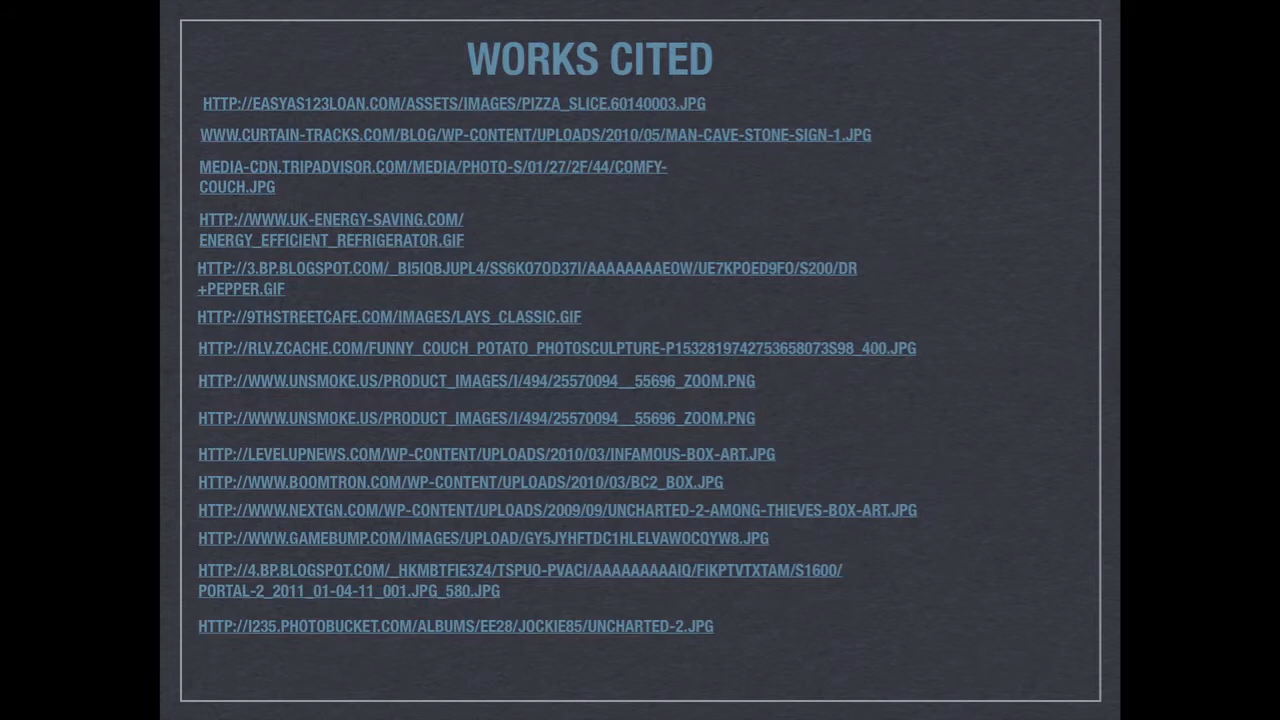 WORKS CITED
HTTP://EASYAS123LOAN.COM/ASSETS/IMAGES/PIZZA_SLICE.60140003.JPG
WWW.CURTAIN-TRACKS.COM/BLOG/WP-CONTENT/UPLOADS/2010/05/MAN-CAVE-STONE-SIGN-1.JPG
MEDIA-CDN.TRIPADVISOR.COM/MEDIA/PHOTO-S/01/27/2F/44/COMFY-
COUCH.JPG
HTTP://WWW.UK-ENERGY-SAVING.COM/
ENERGY_EFFICIENT_REFRIGERATOR.GIF
HTTP://3.BP.BLOGSPOT.COM/_BI5IQBJUPL4/SS6KO7OD37I/AAAAAAAAEOW/UE7KPOED9FO/S200/DR
+PEPPER.GIF
HTTP://9THSTREETCAFE.COM/IMAGES/LAYS_CLASSIC.GIF
HTTP://RLV.ZCACHE.COM/FUNNY_COUCH_POTATO_PHOTOSCULPTURE-P1532819742753658073S98_400.JPG
HTTP://WWW.UNSMOKE.US/PRODUCT_IMAGES/I/494/25570094__55696_ZOOM.PNG
HTTP://WWW.UNSMOKE.US/PRODUCT_IMAGES/I/494/25570094__55696_ZOOM.PNG
HTTP://LEVELUPNEWS.COM/WP-CONTENT/UPLOADS/2010/03/INFAMOUS-BOX-ART.JPG
HTTP://WWW.BOOMTRON.COM/WP-CONTENT/UPLOADS/2010/03/BC2_BOX.JPG
HTTP://WWW.NEXTGN.COM/WP-CONTENT/UPLOADS/2009/09/UNCHARTED-2-AMONG-THIEVES-BOX-ART.JPG
HTTP://WWW.GAMEBUMP.COM/IMAGES/UPLOAD/GY5JYHFTDC1HLELVAWOCQYW8.JPG
HTTP://4.BP.BLOGSPOT.COM/_HKMBTFIE3Z4/TSPUO-PVACI/AAAAAAAAAIQ/FIKPTVTXTAM/S1600/
PORTAL-2_2011_01-04-11_001.JPG_580.JPG
HTTP://I235.PHOTOBUCKET.COM/ALBUMS/EE28/JOCKIE85/UNCHARTED-2.JPG